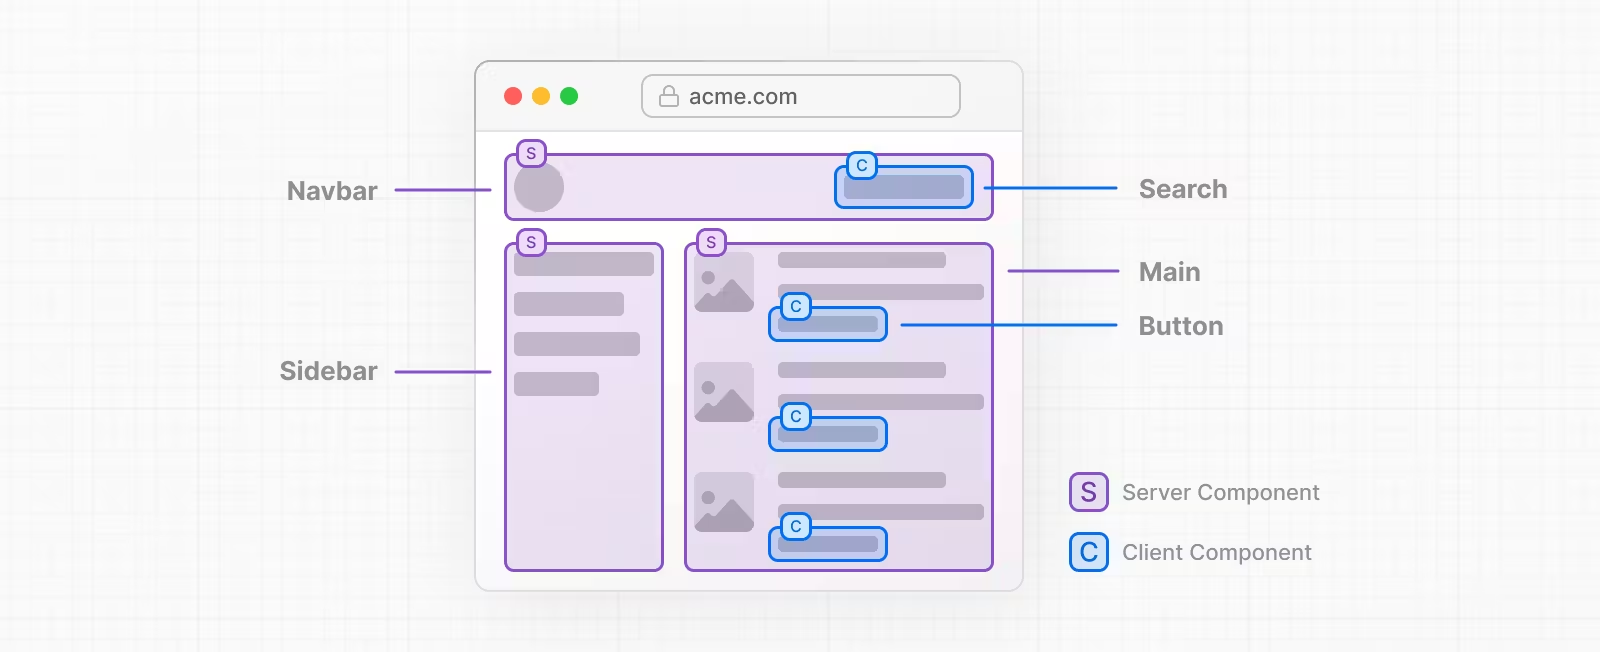 acme.com
S
C
Navbar
Search
S
S
Main
C
Button
Sidebar
C
S Server Component
C
C Client Component